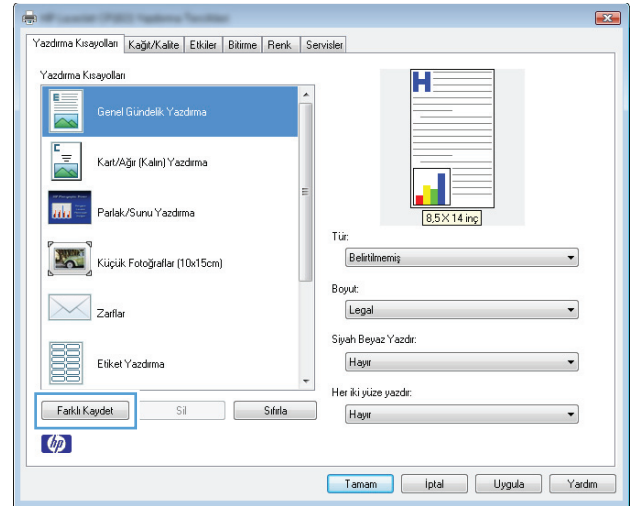 Yazdırma Kısayolları Kağıt/Kalite Etkiler Bitirme Renk Servisler
Yazdırma Kısayolları
Genel Gündelik Yazdırma
Kart/Ağır (Kalın) Yazdırma
Parlak/Sunu Yazdırma
Küçük Fotoğraflar (10x15cm)
Zarflar
Etiket Yazdırma
Farklı Kaydet Sil Sıfırla
H
8,5 × 14 inç
Tür:
Belirtilmemiş
Boyut:
Legal
Siyah Beyaz Yazdır:
Hayır
Her iki yüze yazdır:
Hayır
hp
Tamam İptal Uygula Yardım